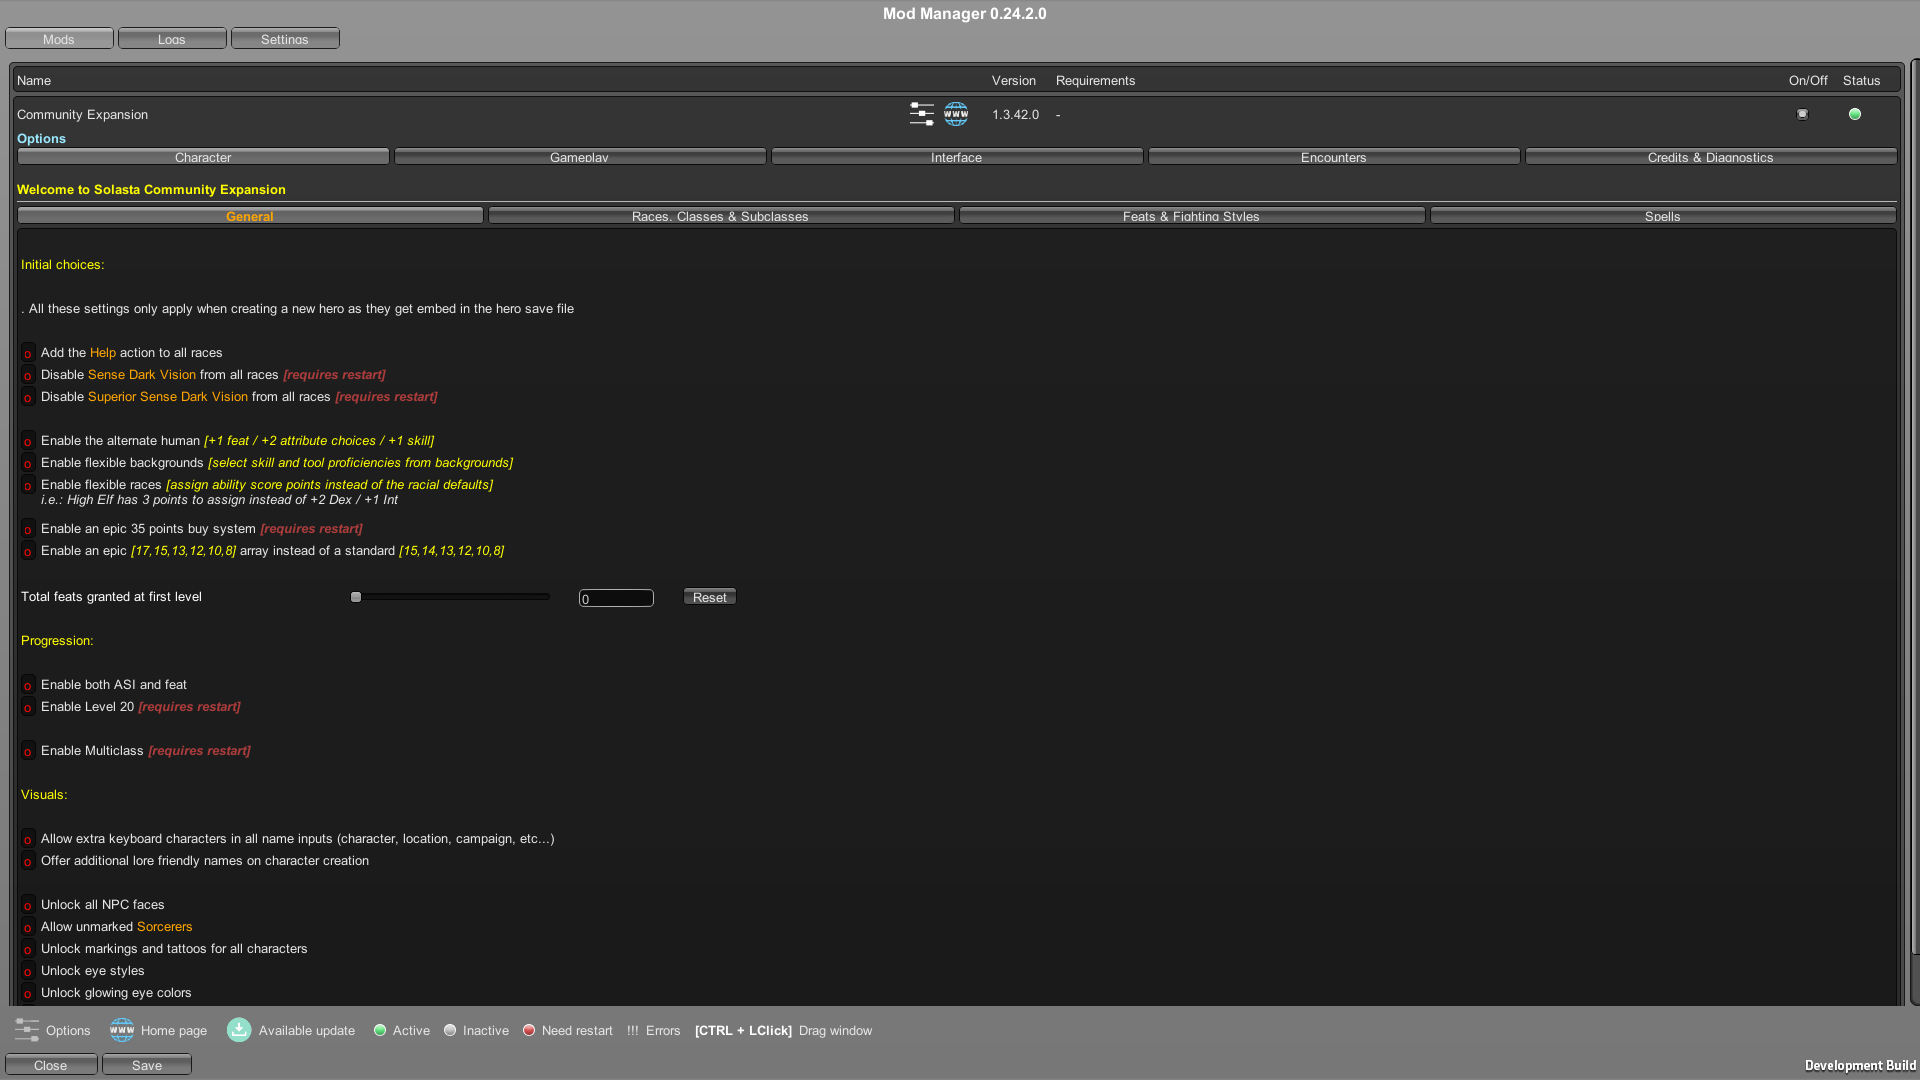 Mod Manager 0.24.2.0
Mods Logs Settings
Name Version Requirements On/Off Status
Community Expansion WWW 1.3.42.0 -
Options
Character Gameplay Interface Encounters Credits & Diagnostics
Welcome to Solasta Community Expansion
General Races, Classes & Subclasses Feats & Fighting Styles Spells
Initial choices:
. All these settings only apply when creating a new hero as they get embed in the hero save file
o Add the Help action to all races
o Disable Sense Dark Vision from all races [requires restart]
o Disable Superior Sense Dark Vision from all races [requires restart]
o Enable the alternate human [+1 feat / +2 attribute choices / +1 skill]
o Enable flexible backgrounds [select skill and tool proficiencies from backgrounds]
o Enable flexible races [assign ability score points instead of the racial defaults]
i.e.: High Elf has 3 points to assign instead of +2 Dex / +1 Int
o Enable an epic 35 points buy system [requires restart]
o Enable an epic [17,15,13,12,10,8] array instead of a standard [15,14,13,12,10,8]
Total feats granted at first level 0 Reset
Progression:
o Enable both ASI and feat
o Enable Level 20 [requires restart]
o Enable Multiclass [requires restart]
Visuals:
o Allow extra keyboard characters in all name inputs (character, location, campaign, etc...)
o Offer additional lore friendly names on character creation
o Unlock all NPC faces
o Allow unmarked Sorcerers
o Unlock markings and tattoos for all characters
o Unlock eye styles
o Unlock glowing eye colors
Options WWW Home page Available update Active Inactive Need restart !!! Errors [CTRL + LClick] Drag window
Close Save
Development Build